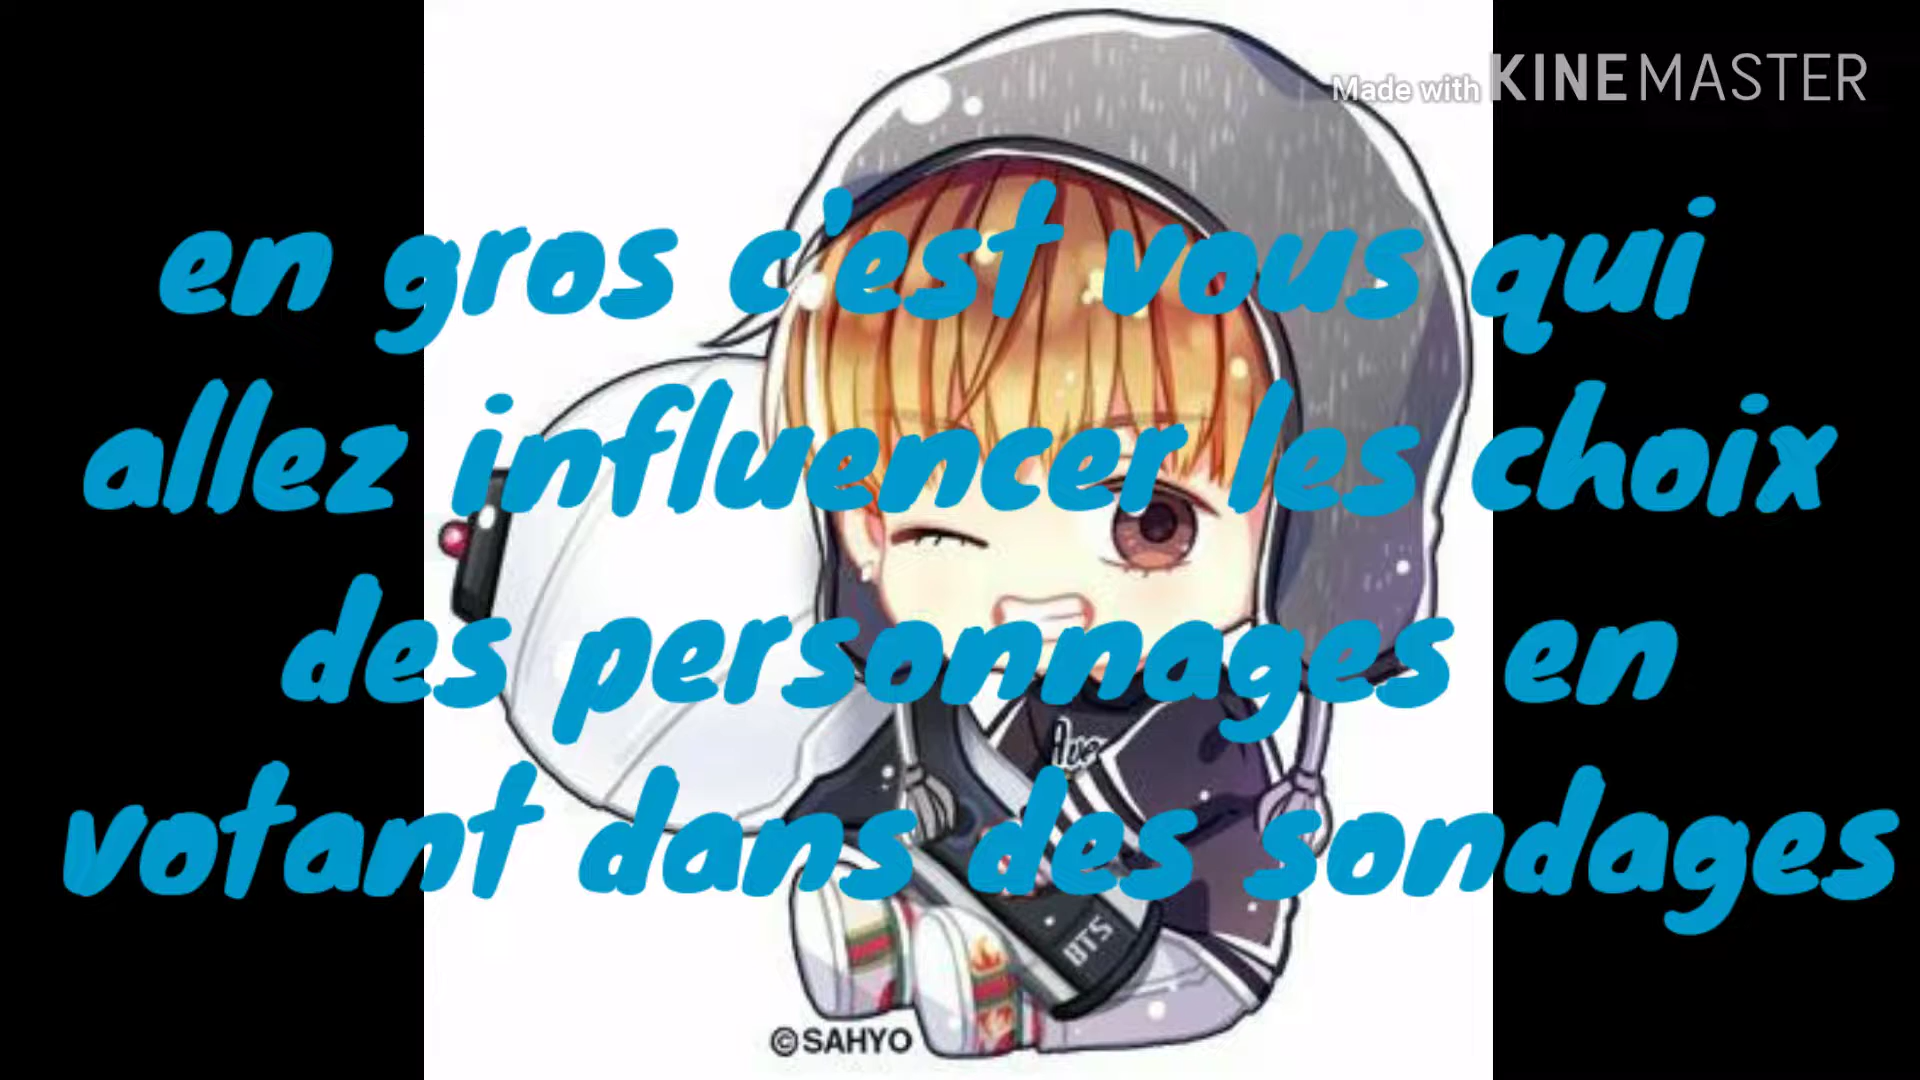 Made with KINEMASTER
en gros c'est vous qui
allez influencer les choix
des personnages en
votant dans des sondages
BTS
©SAHYO